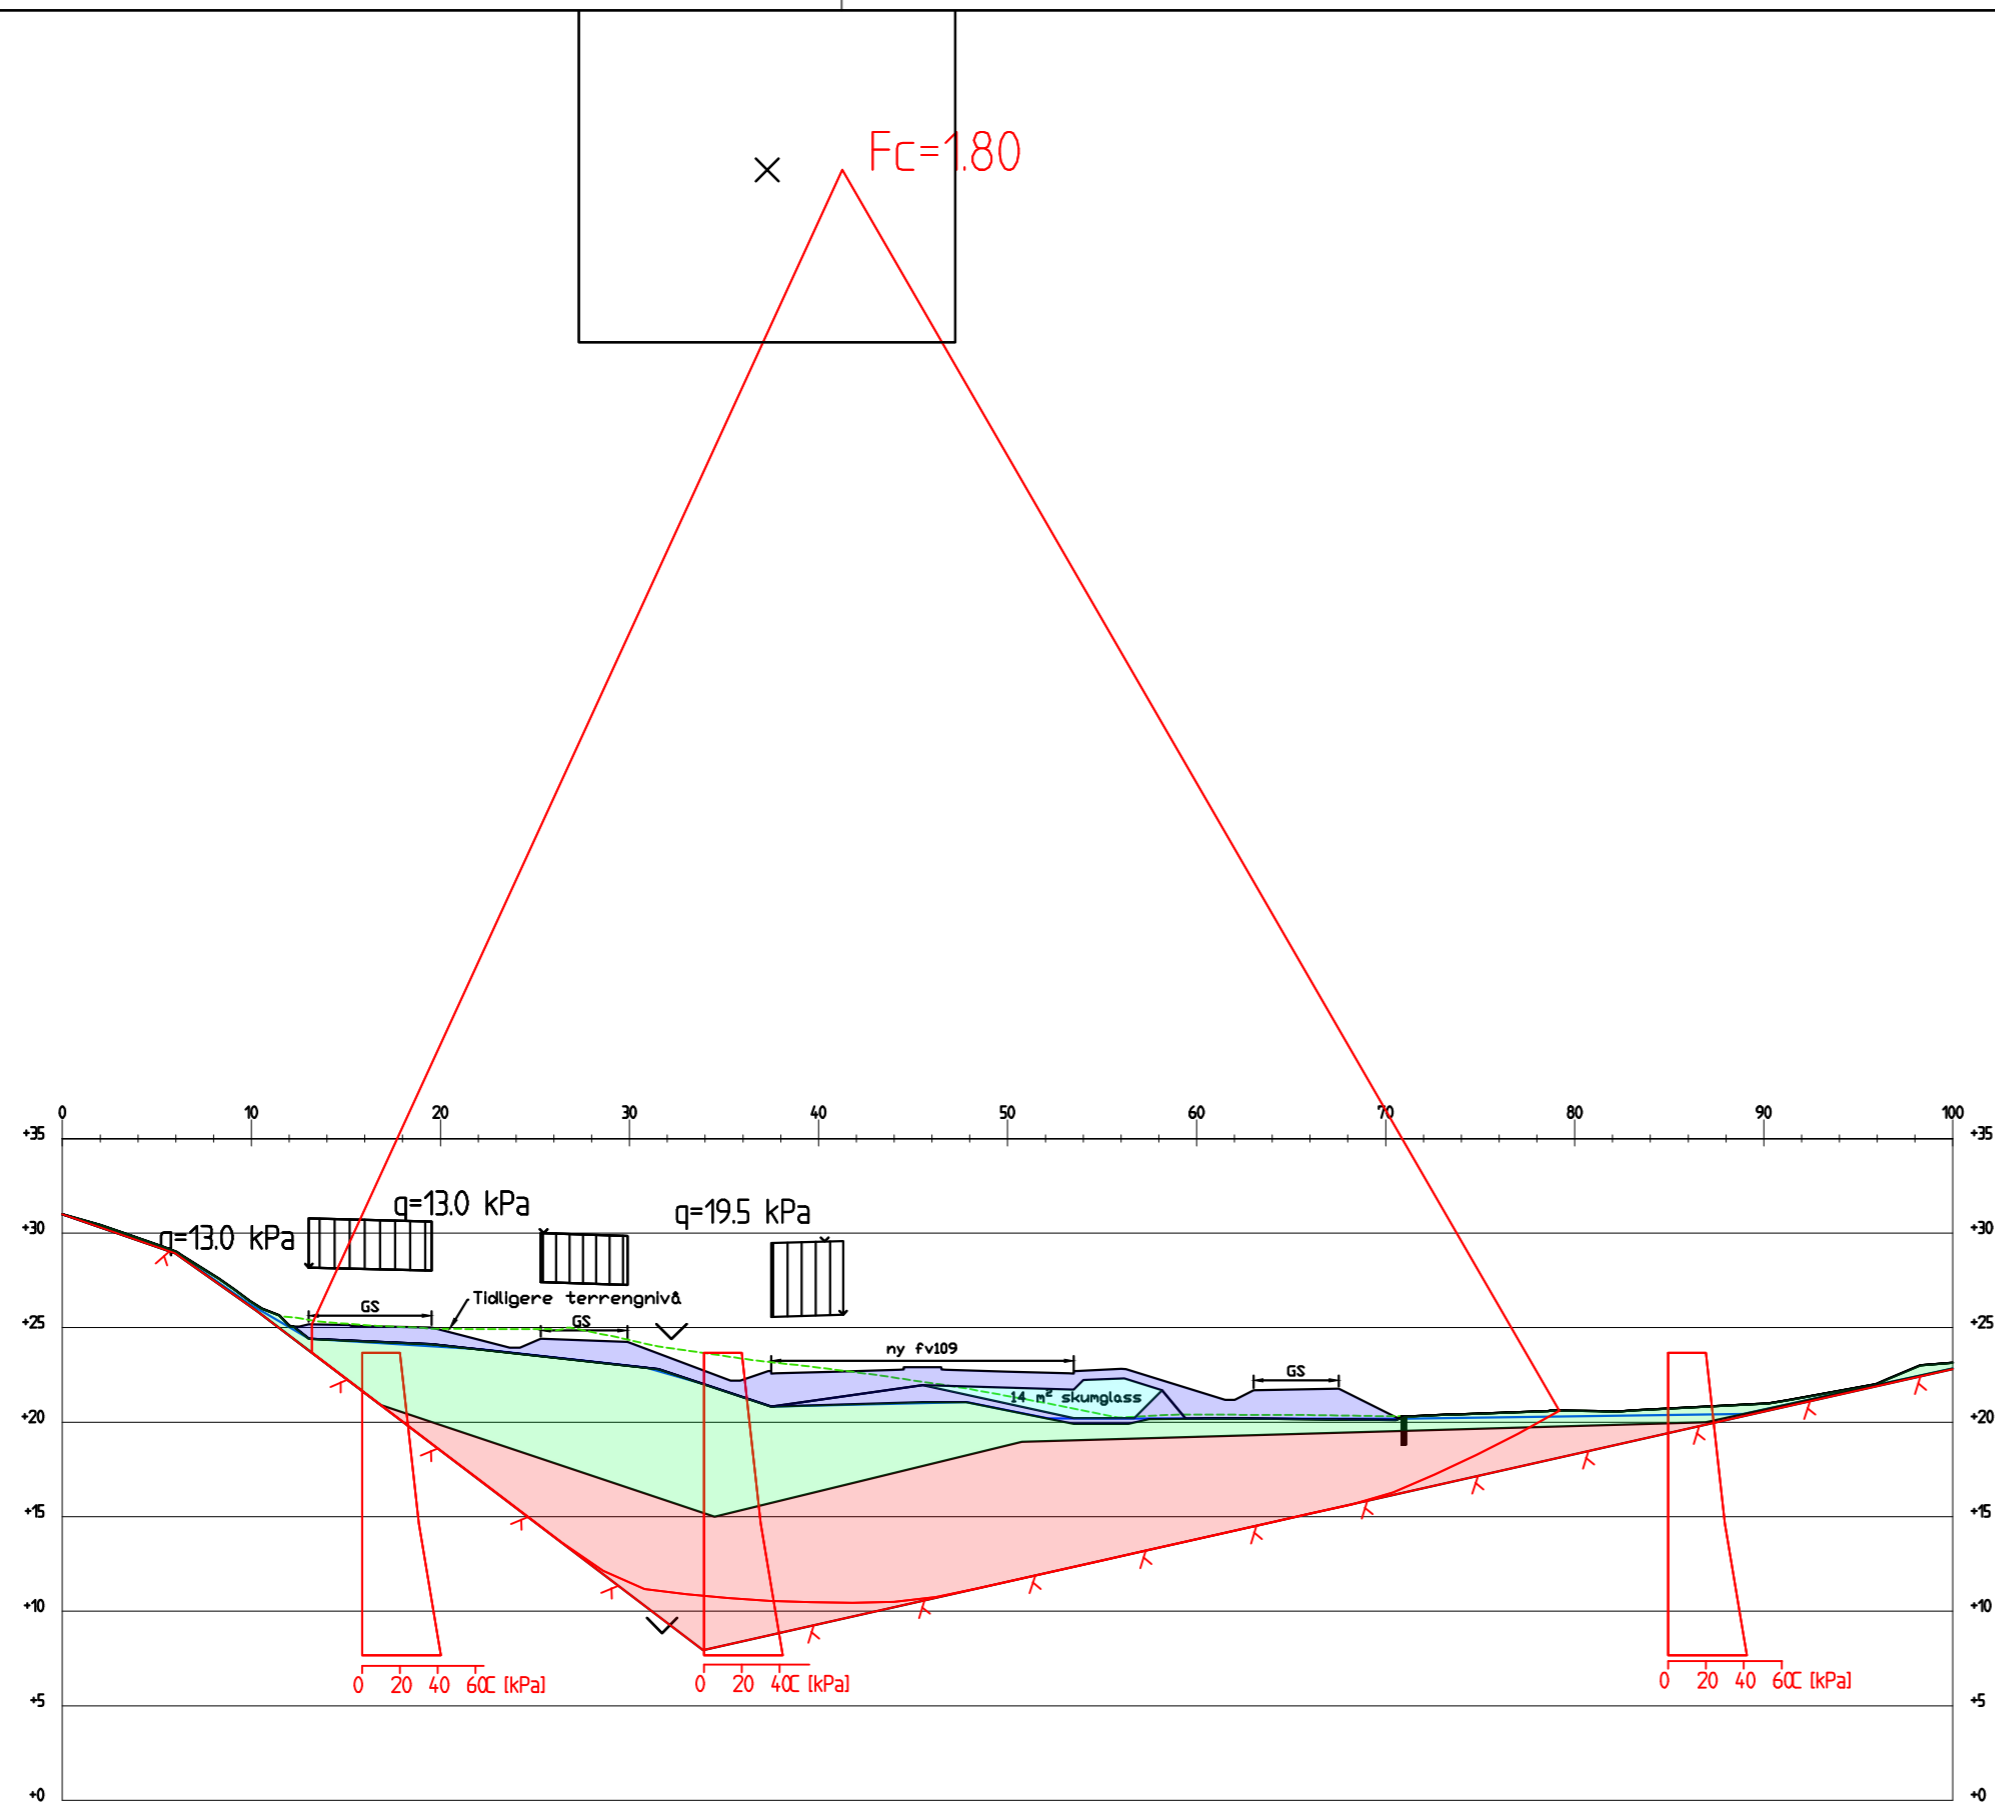 Fc=1.80
0 10 20 30 40 50 60 70 80 90 100
+35 +35
q=13.0 kPa q=19.5 kPa
q=13.0 kPa
+30 +30
Tidligere terrengnivå
GS
GS
+25 +25
ny fv109
GS
14 m² skumglass
+20 +20
+15 +15
+10 +10
0 20 40 60C [kPa]
0 20 40C [kPa]
0 20 40 60C [kPa]
+5 +5
+0 +0